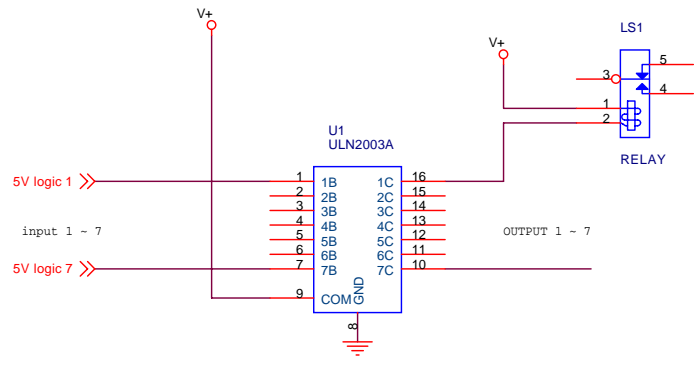 V+
LS1
V+
5
3
4
1
2
U1
ULN2003A
RELAY
5V logic 1
1 1B 1C 16
2 2B 2C 15
3 3B 3C 14
input 1 ~ 7
4 4B 4C 13
OUTPUT 1 ~ 7
5 5B 5C 12
6 6B 6C 11
5V logic 7
7 7B 7C 10
9 COM
GND
8